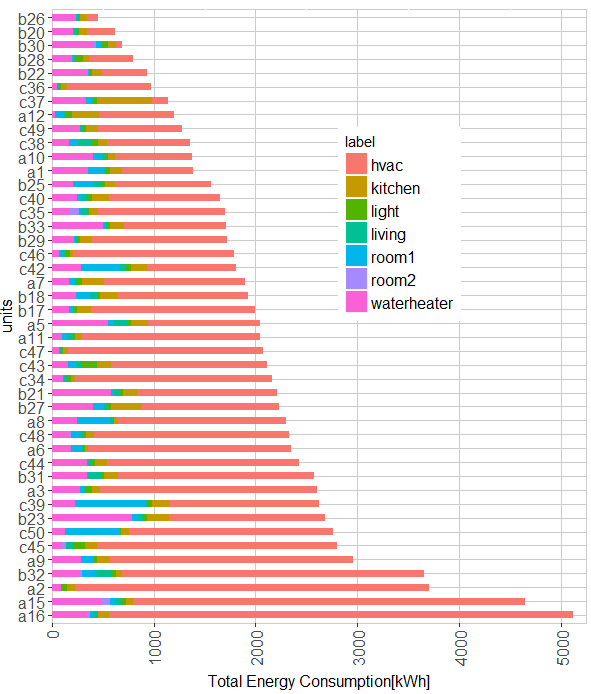 b26
b20
b30
b28
b22
c36
c37
a12
c49
c38
a10
a1
b25
c40
c35
b33
b29
c46
c42
a7
b18
b17
a5
a11
c47
c43
c34
b21
b27
a8
c48
a6
c44
b31
a3
c39
b23
c50
c45
a9
b32
a2
a15
a16
units
label
hvac
kitchen
light
living
room1
room2
waterheater
0
1000
2000
3000
4000
5000
Total Energy Consumption[kWh]